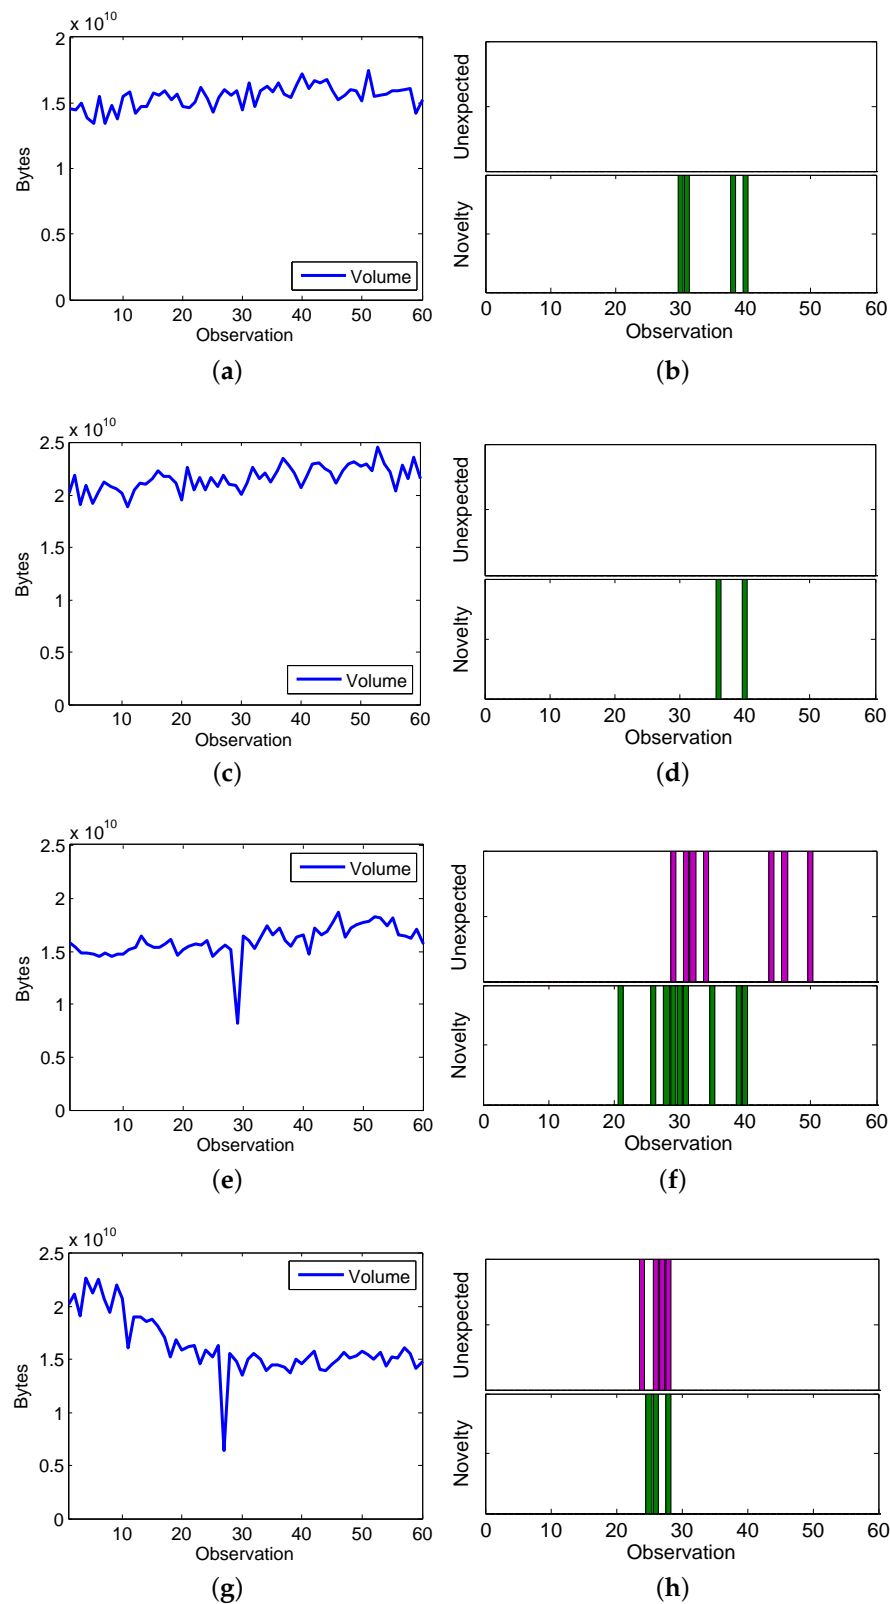 x 10^10
2
1.5
1
0.5
0
Bytes
Volume
10 20 30 40 50 60
Observation
(a)
Unexpected
Novelty
0 10 20 30 40 50 60
Observation
(b)
x 10^10
2.5
2
1.5
1
0.5
0
Bytes
Volume
10 20 30 40 50 60
Observation
(c)
Unexpected
Novelty
0 10 20 30 40 50 60
Observation
(d)
x 10^10
2.5
2
1.5
1
0.5
0
Bytes
Volume
10 20 30 40 50 60
Observation
(e)
Unexpected
Novelty
0 10 20 30 40 50 60
Observation
(f)
x 10^10
2.5
2
1.5
1
0.5
0
Bytes
Volume
10 20 30 40 50 60
Observation
(g)
Unexpected
Novelty
0 10 20 30 40 50 60
Observation
(h)